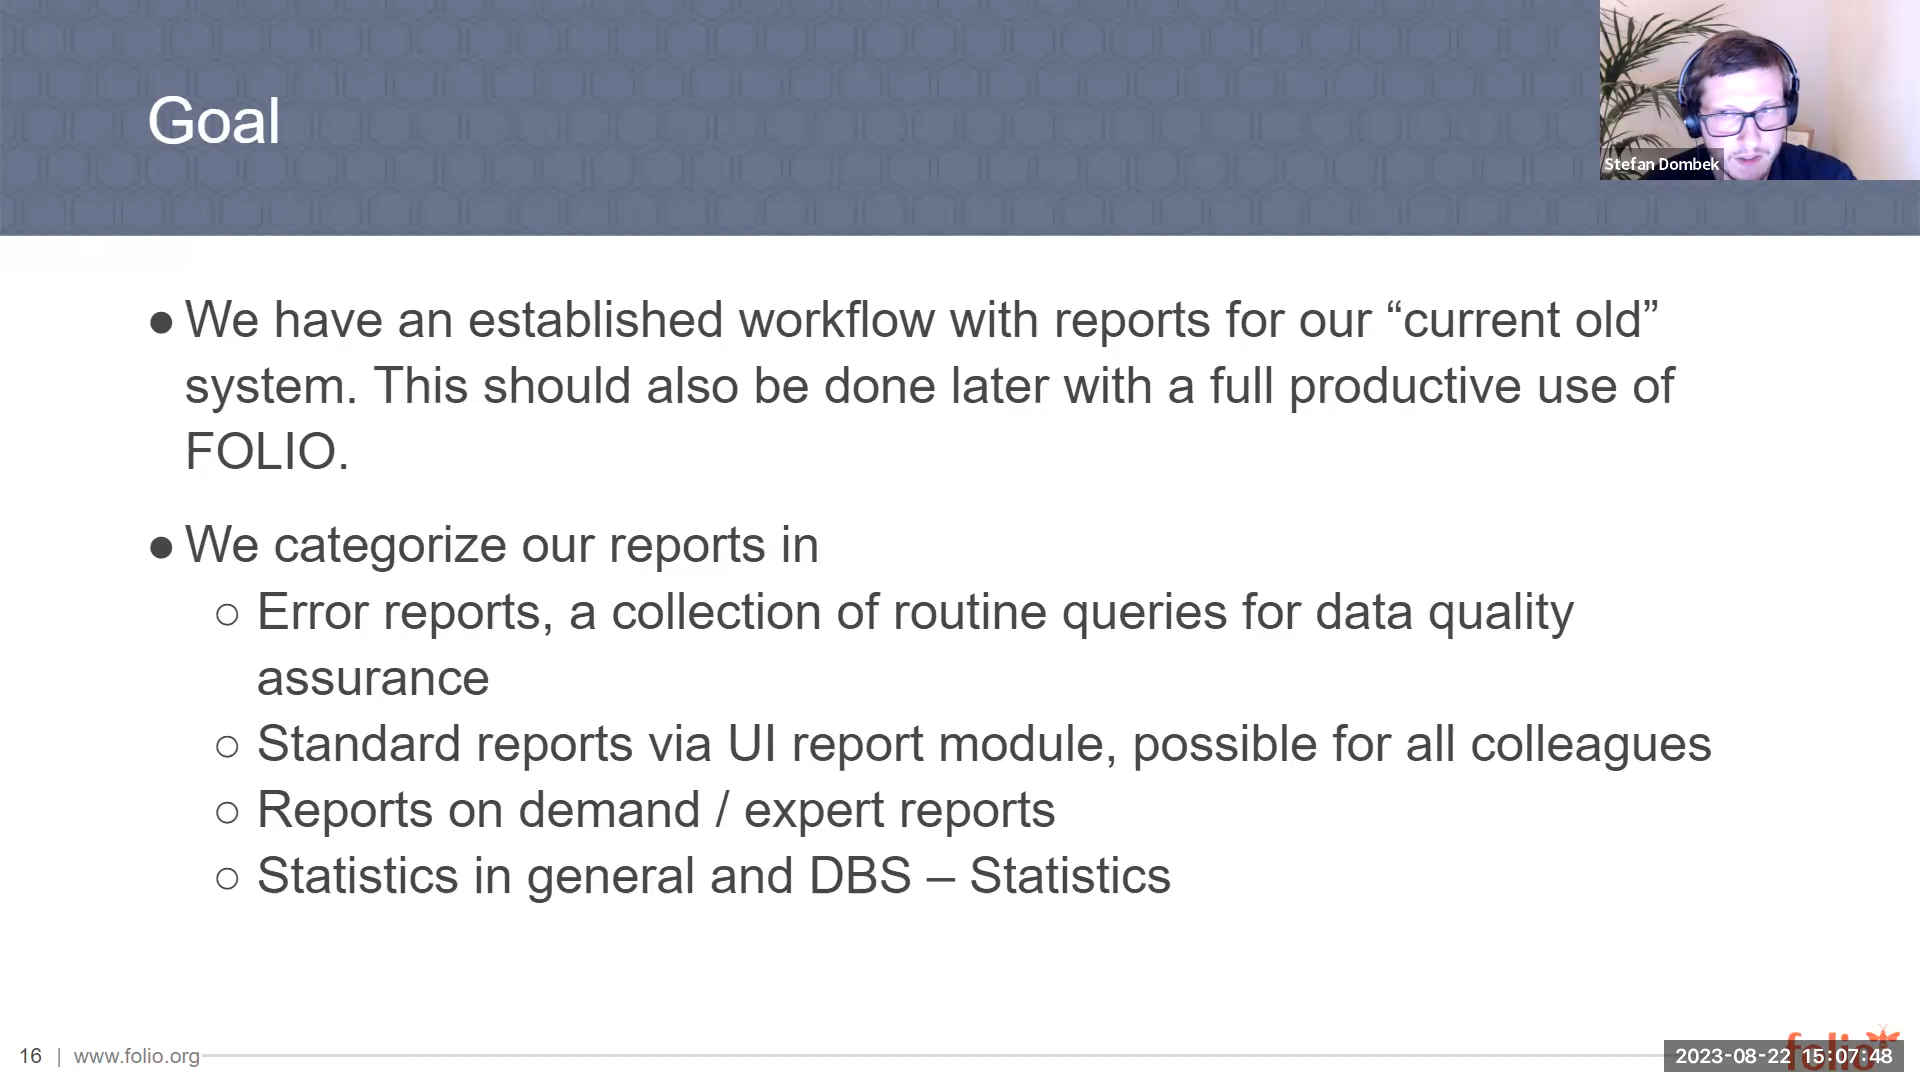 Goal
Stefan Dombek
● We have an established workflow with reports for our “current old”
system. This should also be done later with a full productive use of
FOLIO.
● We categorize our reports in
○ Error reports, a collection of routine queries for data quality
assurance
○ Standard reports via UI report module, possible for all colleagues
○ Reports on demand / expert reports
○ Statistics in general and DBS – Statistics
16 | www.folio.org
folio
2023-08-22 15:07:48